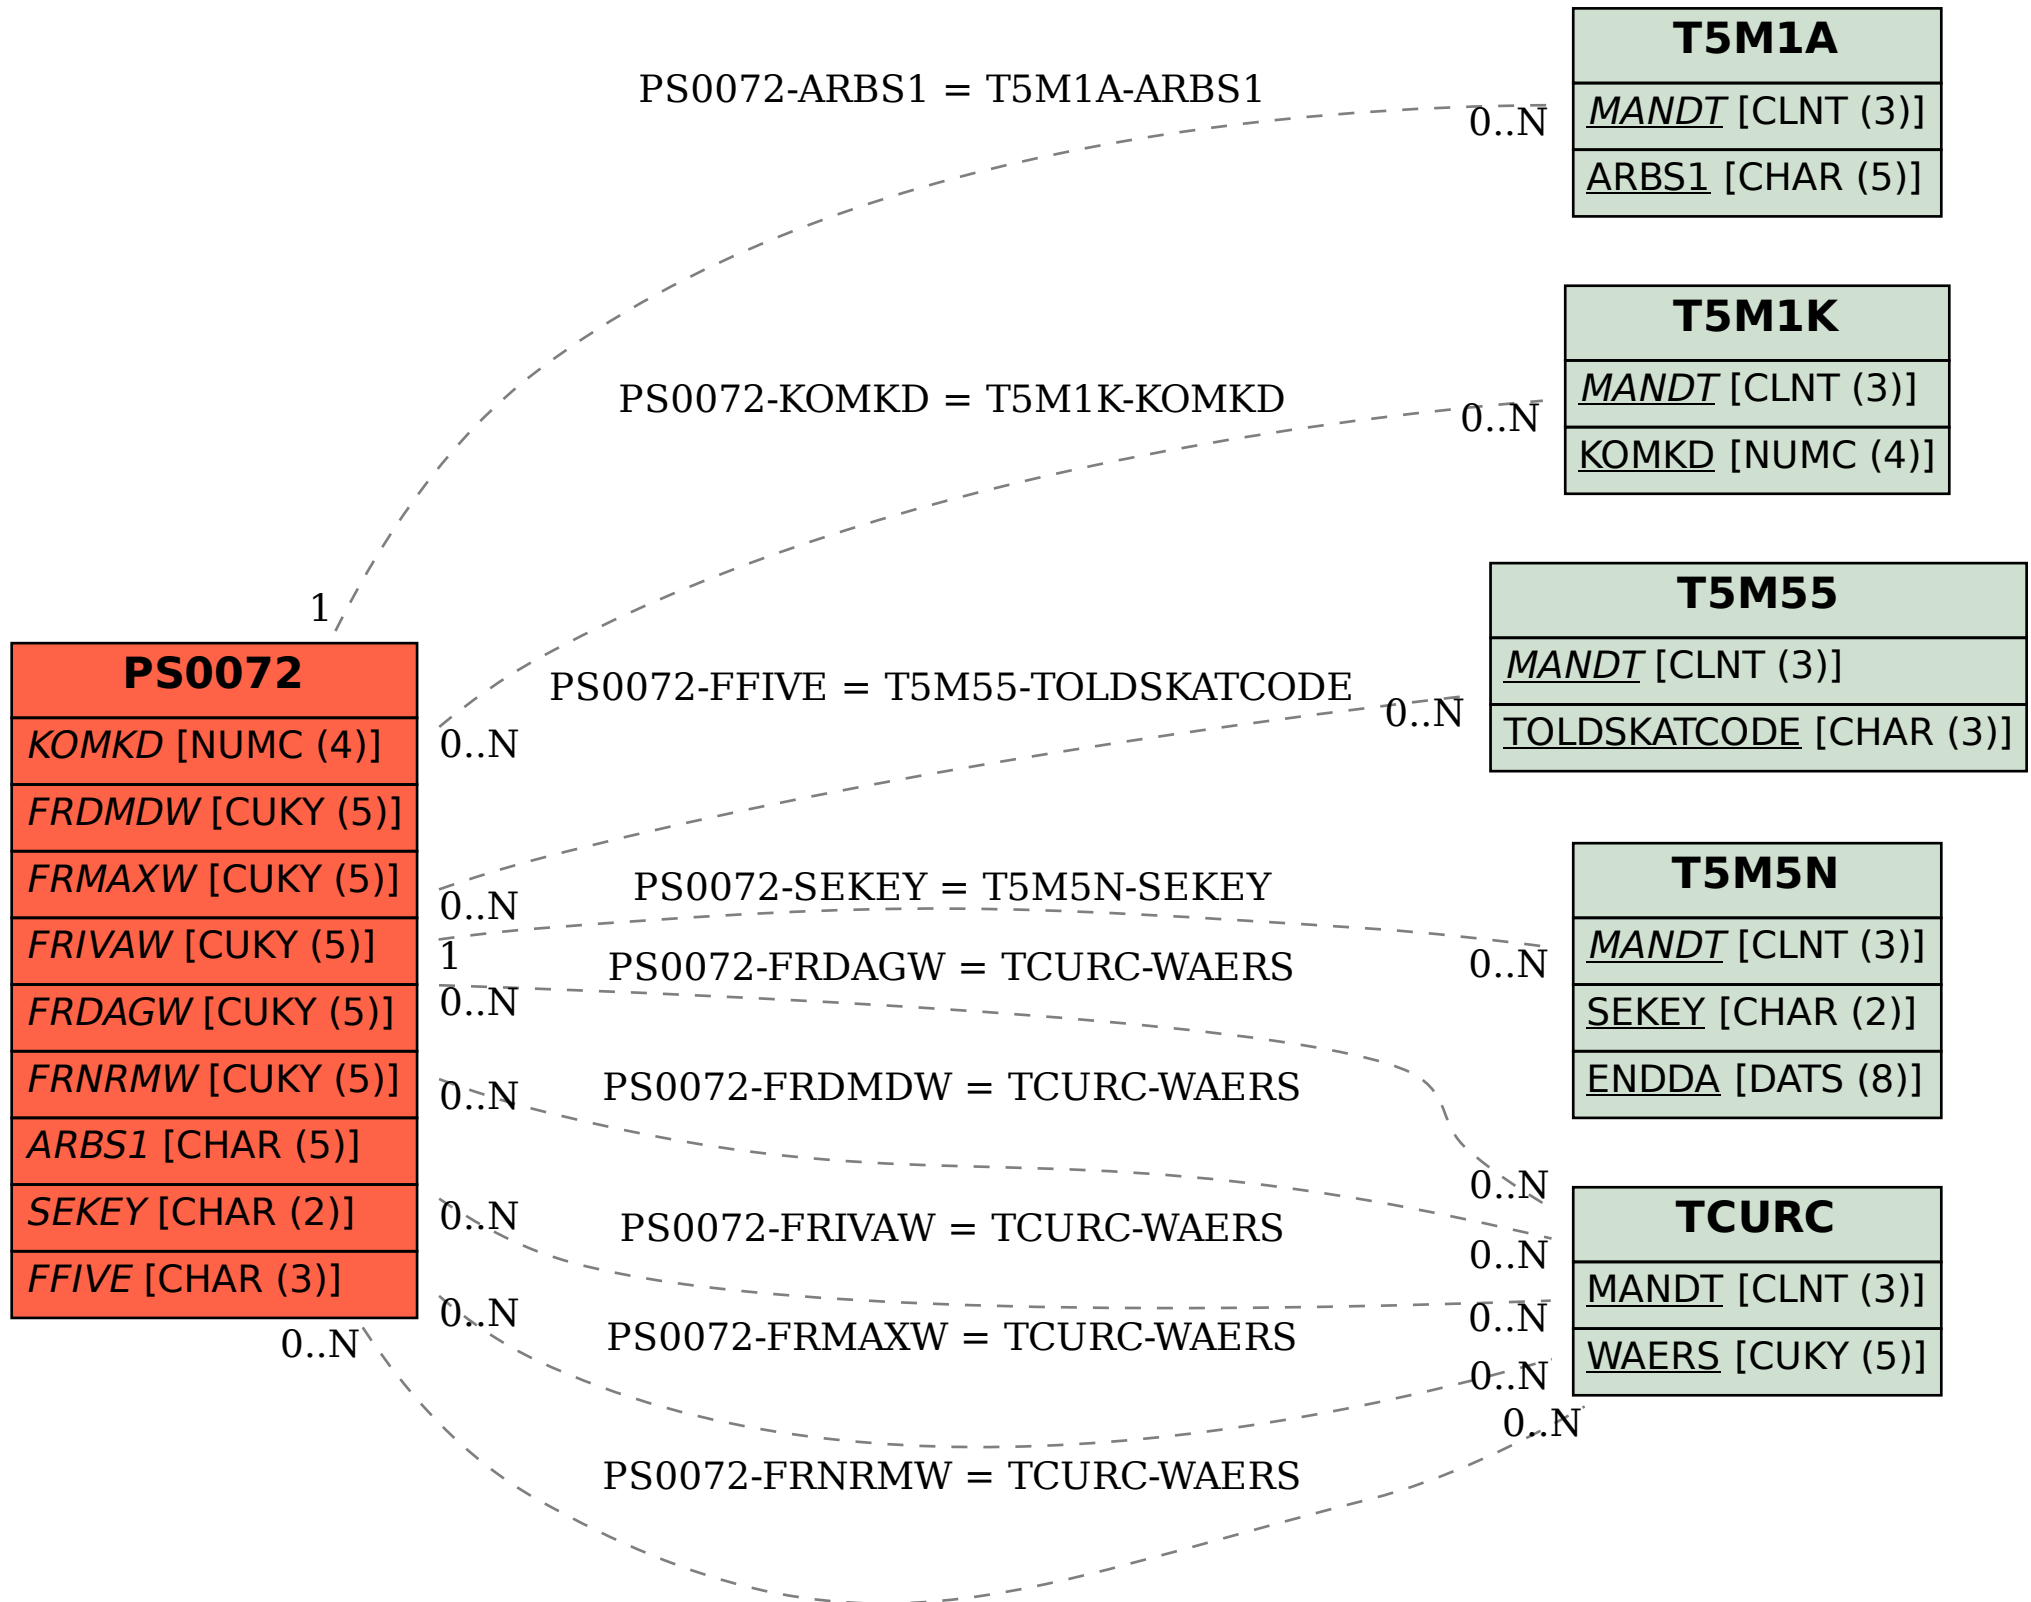 T5M1A
MANDT [CLNT (3)]
ARBS1 [CHAR (5)]
PS0072-ARBS1 = T5M1A-ARBS1
0..N
1
T5M1K
MANDT [CLNT (3)]
KOMKD [NUMC (4)]
PS0072-KOMKD = T5M1K-KOMKD
0..N
0..N
T5M55
MANDT [CLNT (3)]
TOLDSKATCODE [CHAR (3)]
PS0072-FFIVE = T5M55-TOLDSKATCODE
0..N
0..N
PS0072
KOMKD [NUMC (4)]
FRDMDW [CUKY (5)]
FRMAXW [CUKY (5)]
FRIVAW [CUKY (5)]
FRDAGW [CUKY (5)]
FRNRMW [CUKY (5)]
ARBS1 [CHAR (5)]
SEKEY [CHAR (2)]
FFIVE [CHAR (3)]
T5M5N
MANDT [CLNT (3)]
SEKEY [CHAR (2)]
ENDDA [DATS (8)]
PS0072-SEKEY = T5M5N-SEKEY
1
0..N
PS0072-FRDAGW = TCURC-WAERS
0..N
0..N
PS0072-FRDMDW = TCURC-WAERS
0..N
0..N
PS0072-FRIVAW = TCURC-WAERS
0..N
0..N
PS0072-FRMAXW = TCURC-WAERS
0..N
0..N
PS0072-FRNRMW = TCURC-WAERS
0..N
0..N
TCURC
MANDT [CLNT (3)]
WAERS [CUKY (5)]